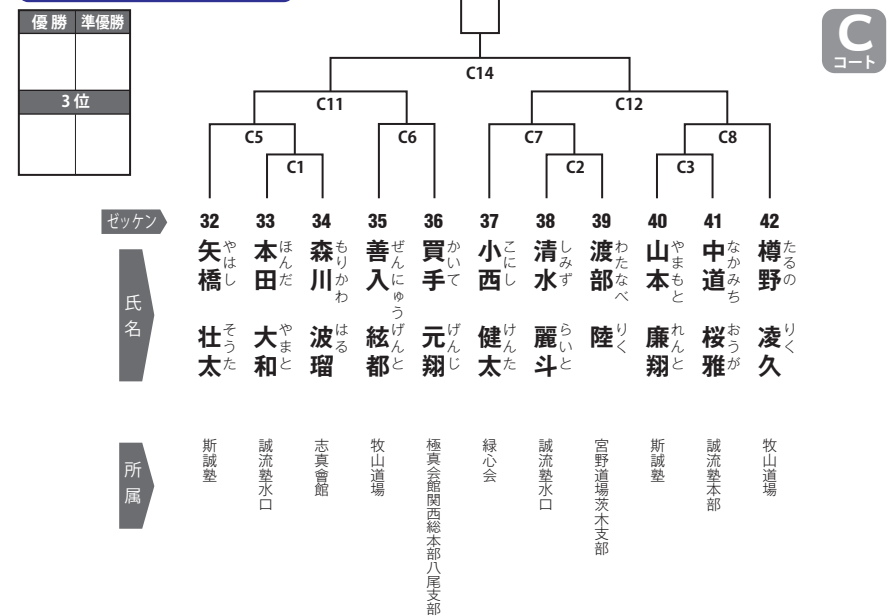 優勝 準優勝
3位
C
コート
C14
C11 C12
C5 C6 C7 C8
C1 C2 C3
ゼッケン 32 33 34 35 36 37 38 39 40 41 42
氏名
矢橋 壮太
やはし そうた
本田 大和
ほんだ やまと
森川 波瑠
もりかわ はる
善入 絃都
ぜんにゅう げんと
買手 元翔
かいて げんじ
小西 健太
こにし けんた
清水 麗斗
しみず らいと
渡部 陸
わたなべ りく
山本 廉翔
やまもと れんと
中道 桜雅
なかみち おうが
樽野 凌久
たるの りく
所属
斯誠塾
誠流塾水口
志真會館
牧山道場
極真会館関西総本部八尾支部
緑心会
誠流塾水口
宮野道場茨木支部
斯誠塾
誠流塾本部
牧山道場